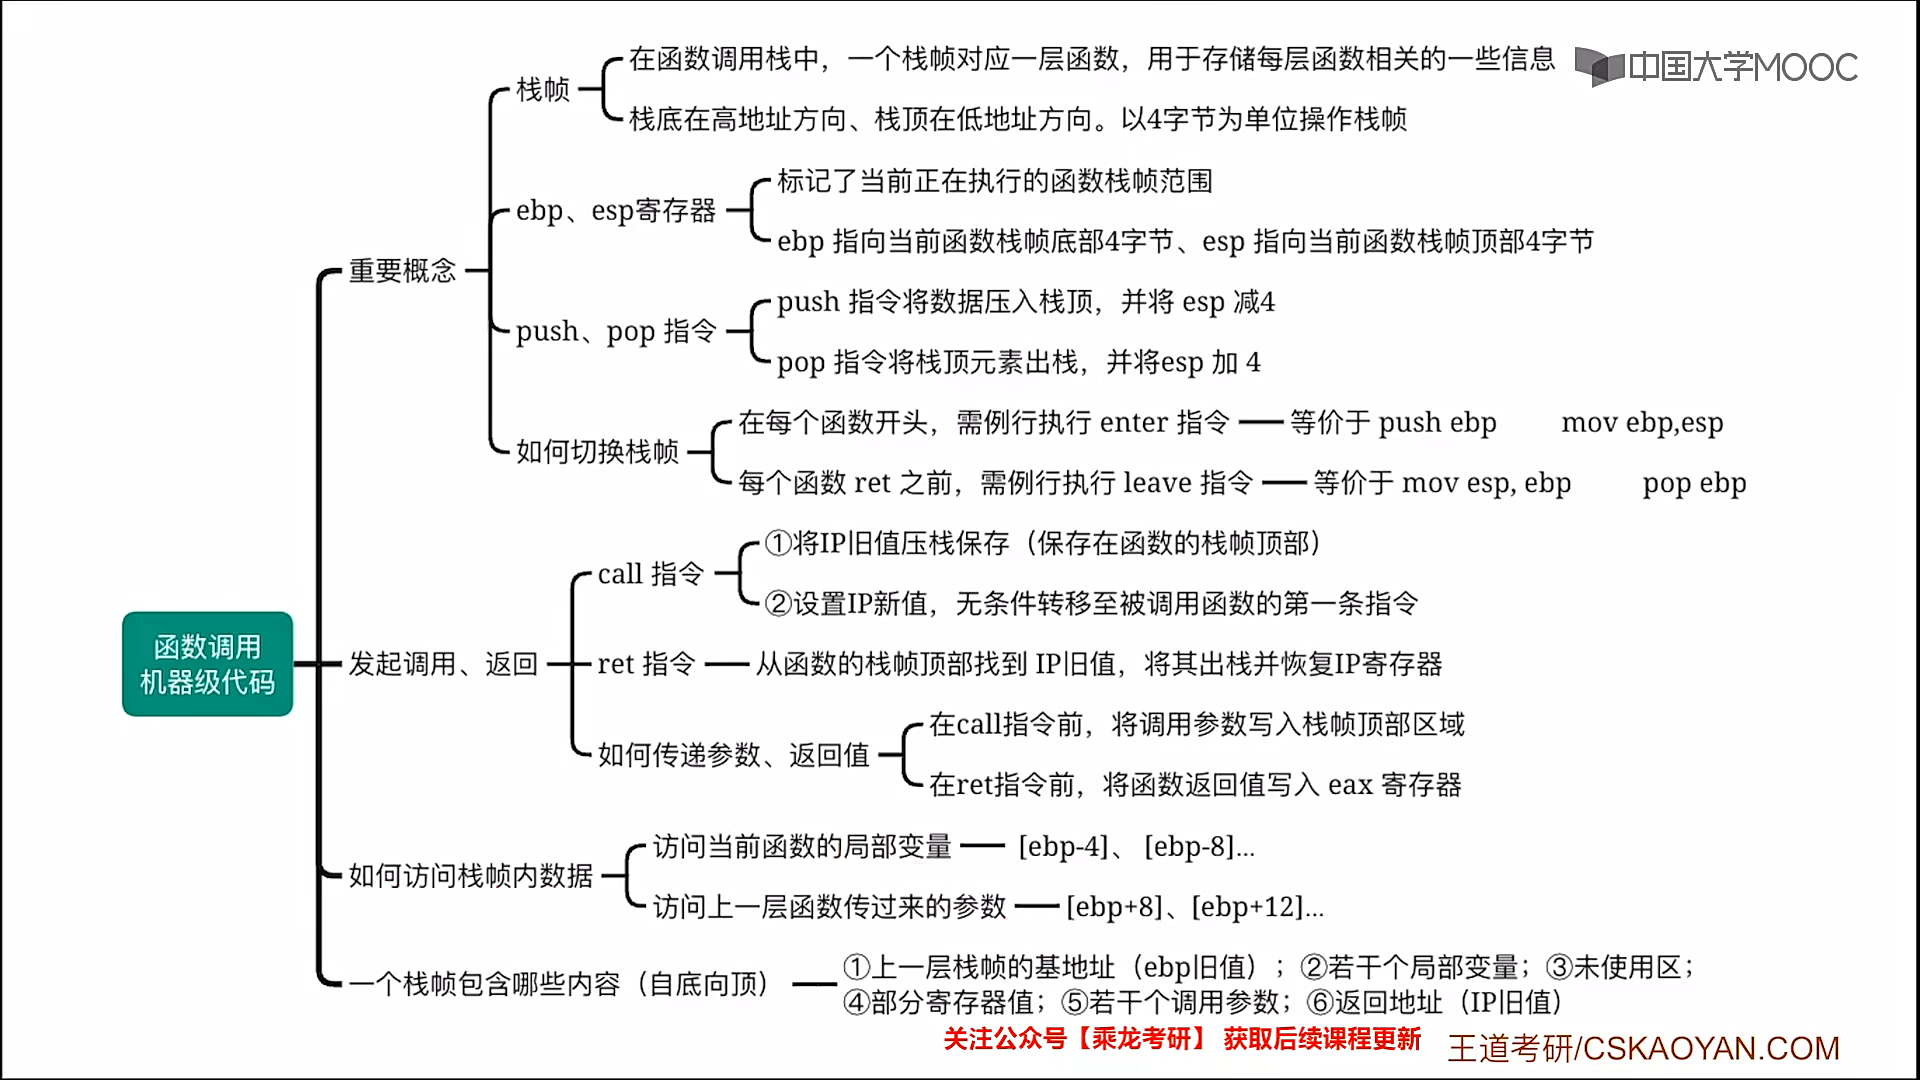 在函数调用栈中，一个栈帧对应一层函数，用于存储每层函数相关的一些信息
中国大学MOOC
栈帧
栈底在高地址方向、栈顶在低地址方向。以4字节为单位操作栈帧
标记了当前正在执行的函数栈帧范围
ebp、esp寄存器
ebp 指向当前函数栈帧底部4字节、esp 指向当前函数栈帧顶部4字节
重要概念
push 指令将数据压入栈顶，并将 esp 减4
push、pop 指令
pop 指令将栈顶元素出栈，并将esp 加 4
在每个函数开头，需例行执行 enter 指令 等价于 push ebp mov ebp,esp
如何切换栈帧
每个函数 ret 之前，需例行执行 leave 指令 等价于 mov esp, ebp pop ebp
①将IP旧值压栈保存（保存在函数的栈帧顶部）
call 指令
②设置IP新值，无条件转移至被调用函数的第一条指令
函数调用
机器级代码
发起调用、返回
ret 指令 从函数的栈帧顶部找到 IP旧值，将其出栈并恢复IP寄存器
在call指令前，将调用参数写入栈帧顶部区域
如何传递参数、返回值
在ret指令前，将函数返回值写入 eax 寄存器
访问当前函数的局部变量 [ebp-4]、 [ebp-8]...
如何访问栈帧内数据
访问上一层函数传过来的参数 [ebp+8]、[ebp+12]...
一个栈帧包含哪些内容（自底向顶）
①上一层栈帧的基地址（ebp旧值）；②若干个局部变量；③未使用区；
④部分寄存器值；⑤若干个调用参数；⑥返回地址（IP旧值）
关注公众号【乘龙考研】 获取后续课程更新
王道考研/CSKAOYAN.COM